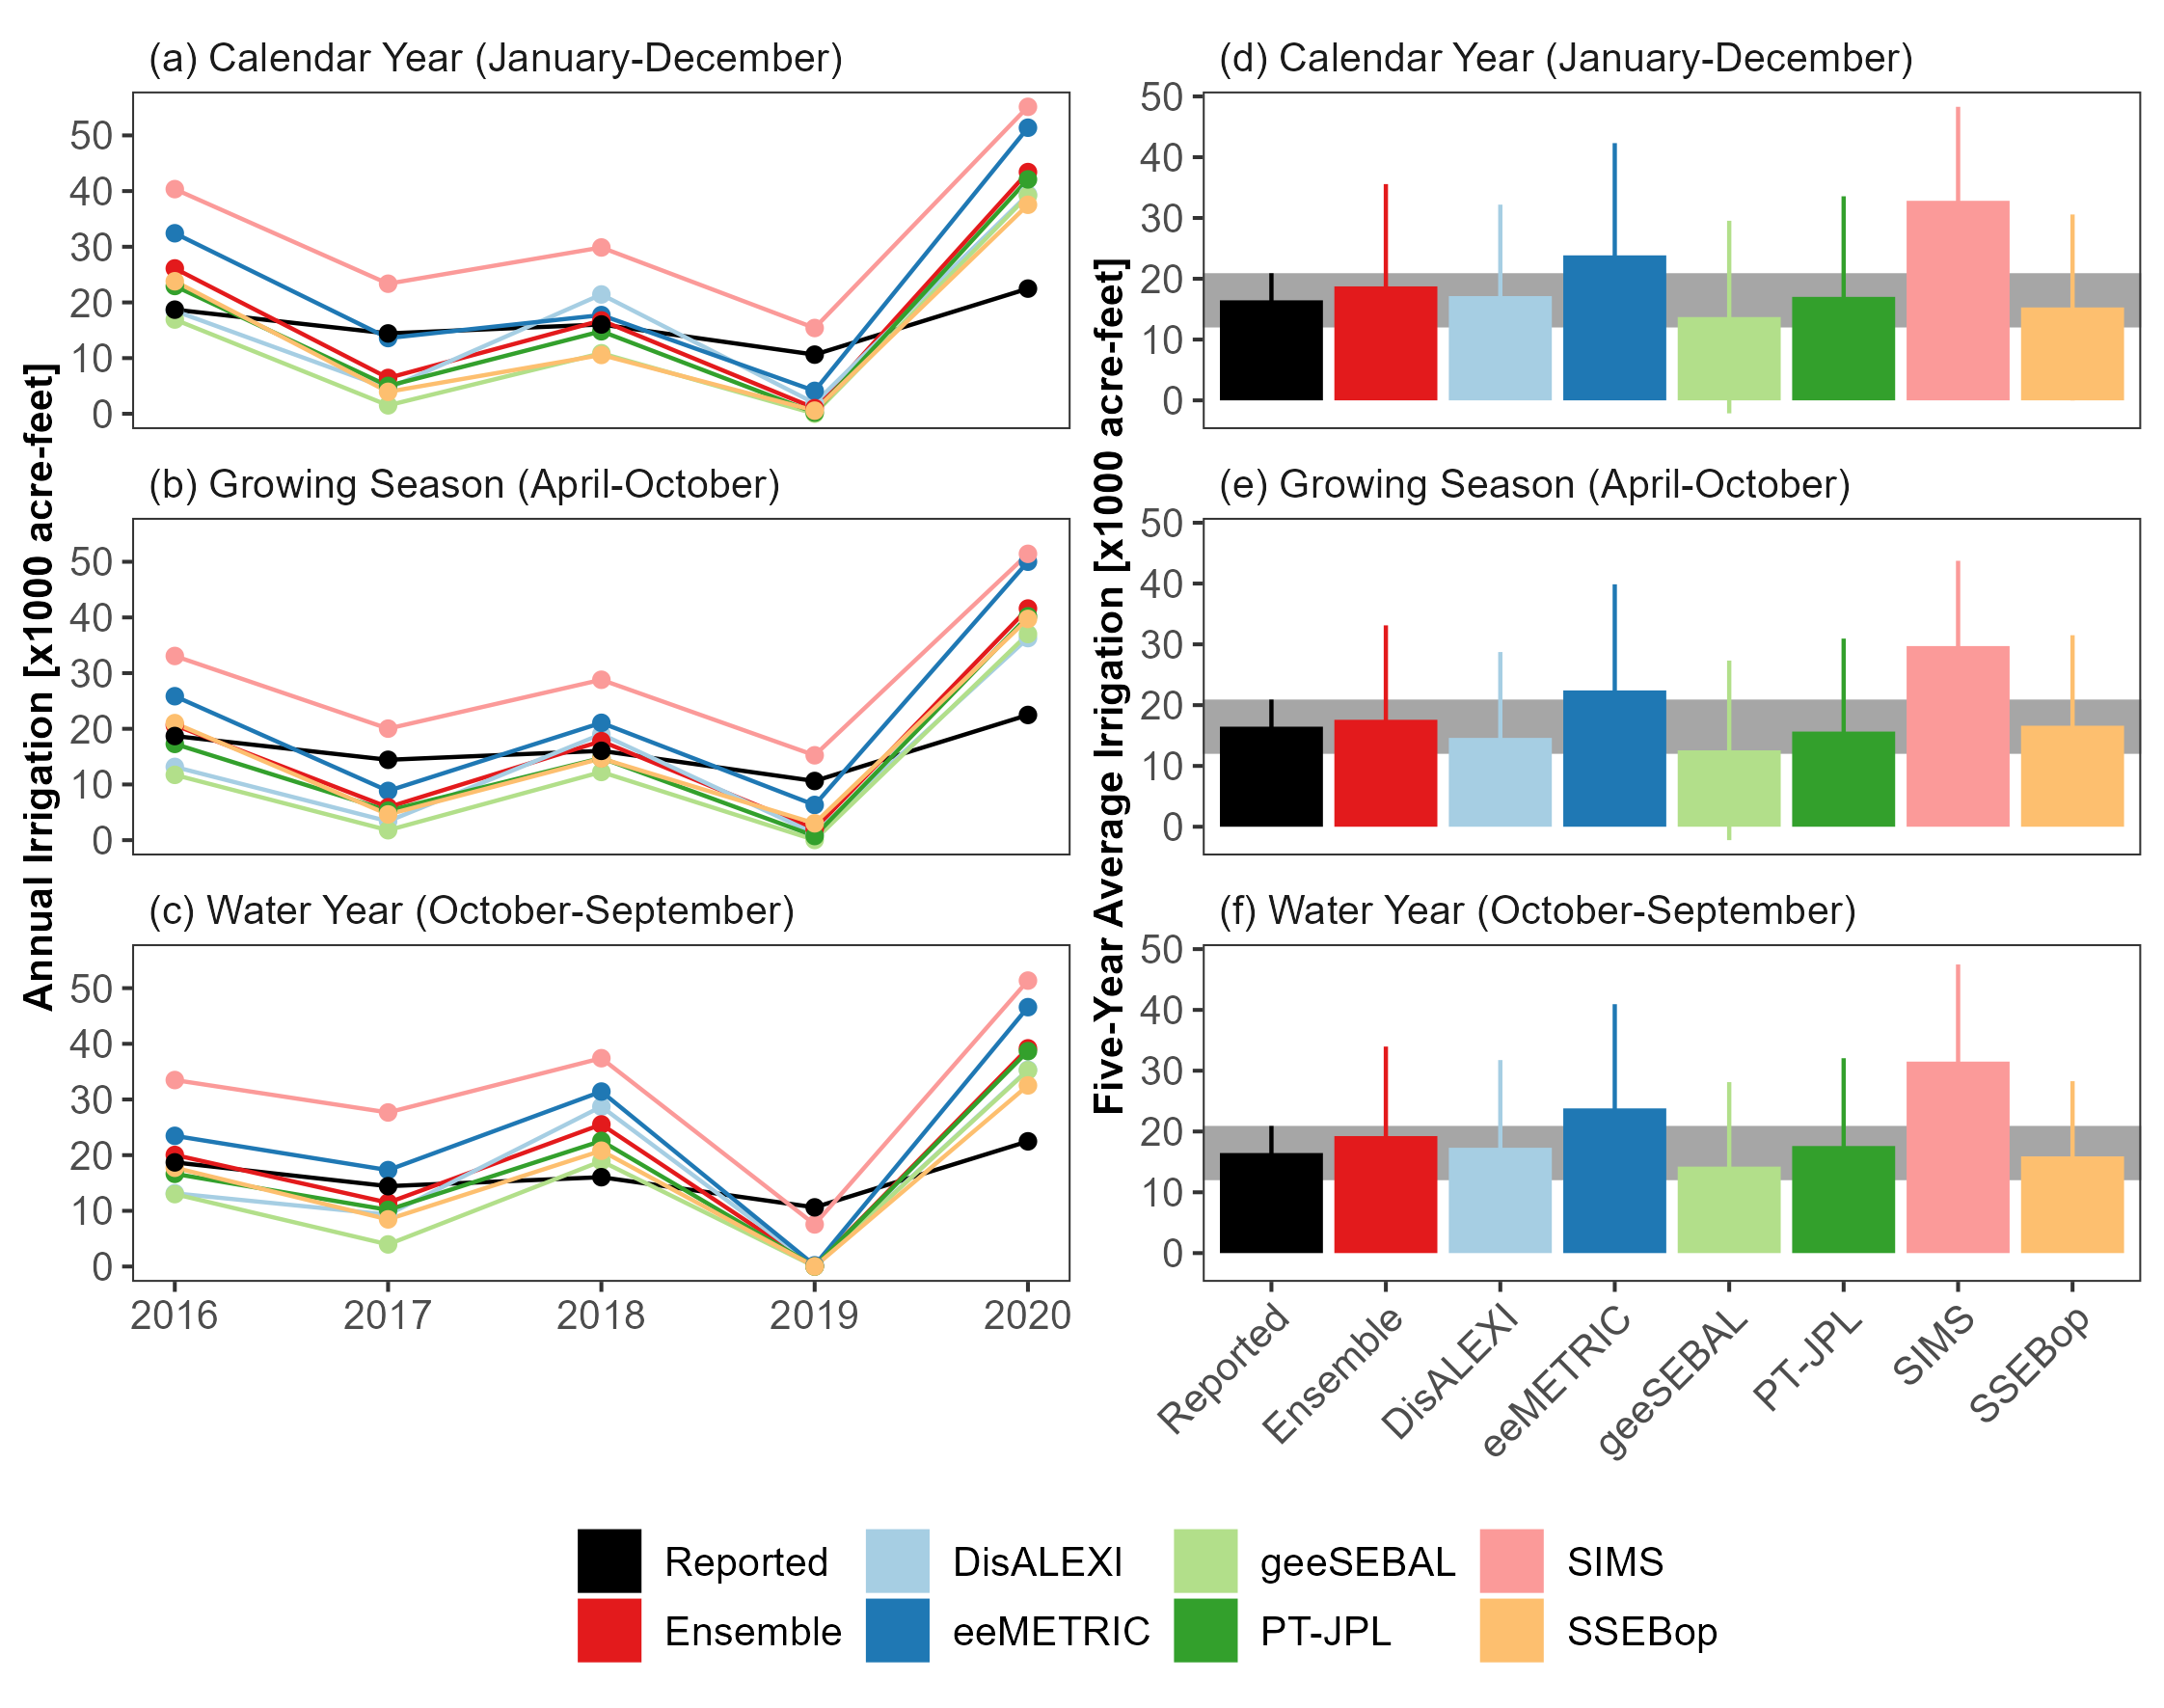 (a) Calendar Year (January-December)
50
40
30
20
10
0
(b) Growing Season (April-October)
50
40
30
20
10
0
(c) Water Year (October-September)
50
40
30
20
10
0
2016 2017 2018 2019 2020
Annual Irrigation [x1000 acre-feet]
(d) Calendar Year (January-December)
50
40
30
20
10
0
(e) Growing Season (April-October)
50
40
30
20
10
0
(f) Water Year (October-September)
50
40
30
20
10
0
Reported
Ensemble
DisALEXI
eeMETRIC
geeSEBAL
PT-JPL
SIMS
SSEBop
Five-Year Average Irrigation [x1000 acre-feet]
Reported DisALEXI geeSEBAL SIMS
Ensemble eeMETRIC PT-JPL SSEBop